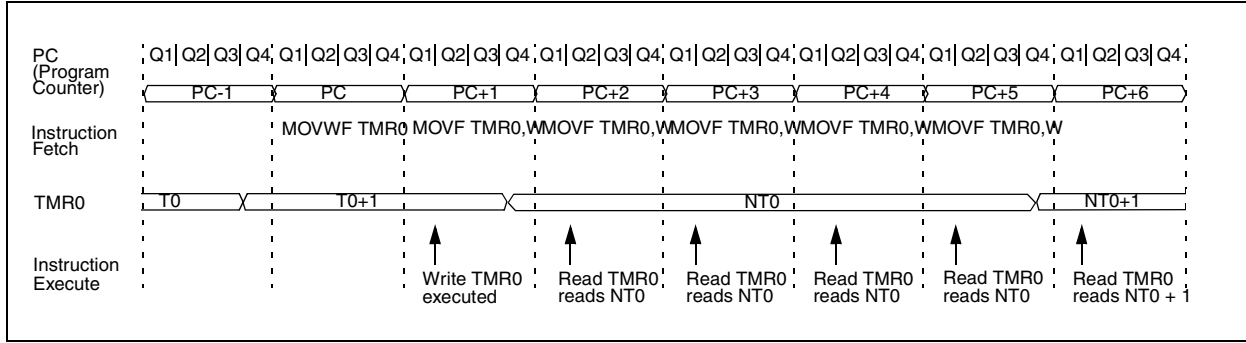 PC (Program Counter)
Q1 Q2 Q3 Q4 Q1 Q2 Q3 Q4 Q1 Q2 Q3 Q4 Q1 Q2 Q3 Q4 Q1 Q2 Q3 Q4 Q1 Q2 Q3 Q4 Q1 Q2 Q3 Q4 Q1 Q2 Q3 Q4
PC-1 PC PC+1 PC+2 PC+3 PC+4 PC+5 PC+6
Instruction Fetch
MOVWF TMR0 MOVF TMR0,W MOVF TMR0,W MOVF TMR0,W MOVF TMR0,W MOVF TMR0,W
TMR0
T0 T0+1 NT0 NT0+1
Instruction Execute
Write TMR0 executed
Read TMR0 reads NT0
Read TMR0 reads NT0
Read TMR0 reads NT0
Read TMR0 reads NT0
Read TMR0 reads NT0 + 1